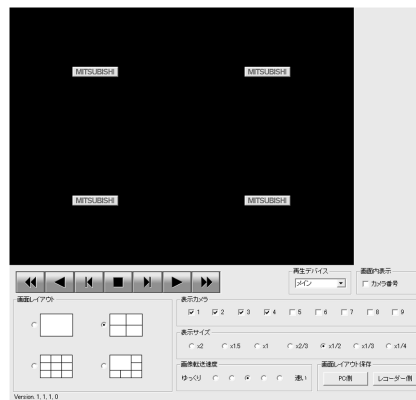 MITSUBISHI MITSUBISHI
MITSUBISHI MITSUBISHI
再生デバイス 画面内表示
メイン カメラ番号
画面レイアウト 表示カメラ
1 2 3 4 5 6 7 8 9
表示サイズ
x2 x1.5 x1 x2/3 x1/2 x1/3 x1/4
画像転送速度 画面レイアウト保存
ゆっくり 速い PC側 レコーダー側
Version. 1, 1, 1, 0